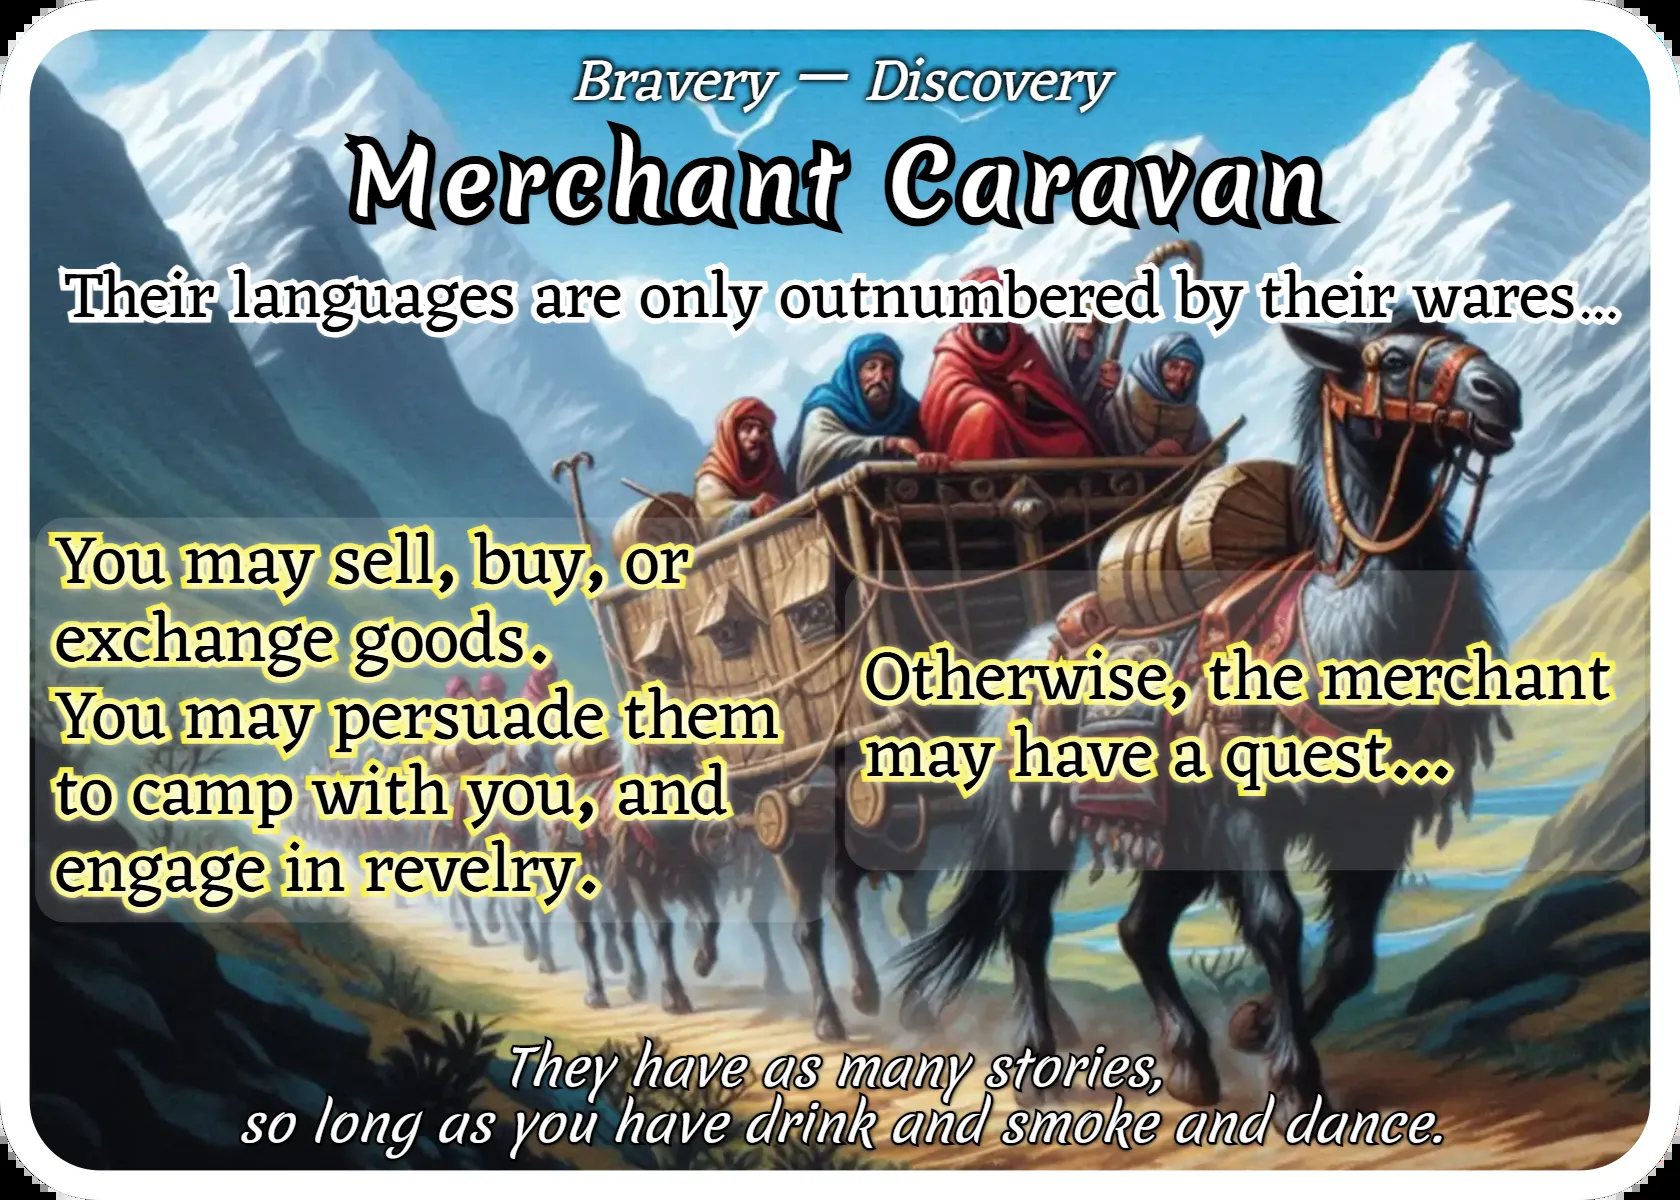 Bravery — Discovery
Merchant Caravan
Their languages are only outnumbered by their wares...
You may sell, buy, or
exchange goods.
You may persuade them
to camp with you, and
engage in revelry.
Otherwise, the merchant
may have a quest...
They have as many stories,
so long as you have drink and smoke and dance.